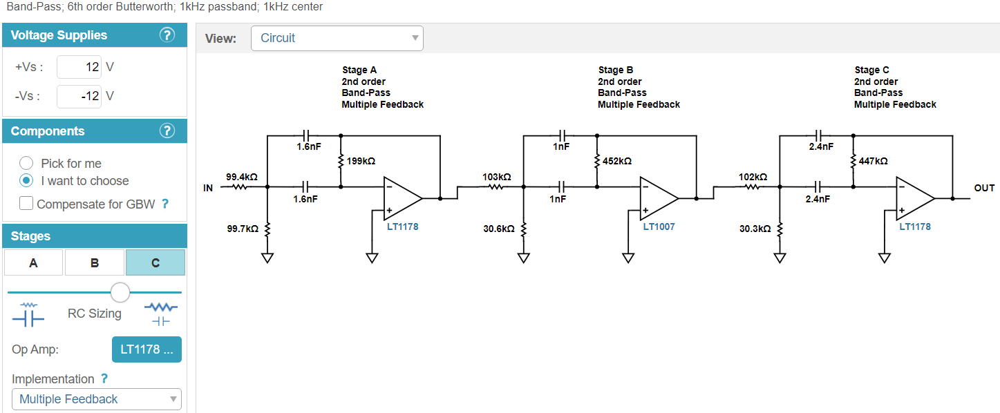 Band-Pass; 6th order Butterworth; 1kHz passband; 1kHz center
Voltage Supplies ?
+Vs : 12 V
-Vs : -12 V
Components ?
Pick for me
I want to choose
Compensate for GBW ?
Stages
A B C
RC Sizing
Op Amp: LT1178 ...
Implementation ?
Multiple Feedback
View: Circuit
Stage A
2nd order
Band-Pass
Multiple Feedback
1.6nF
199kΩ
99.4kΩ
IN
1.6nF
99.7kΩ
LT1178
Stage B
2nd order
Band-Pass
Multiple Feedback
1nF
452kΩ
103kΩ
1nF
30.6kΩ
LT1007
Stage C
2nd order
Band-Pass
Multiple Feedback
2.4nF
447kΩ
102kΩ
2.4nF
OUT
30.3kΩ
LT1178